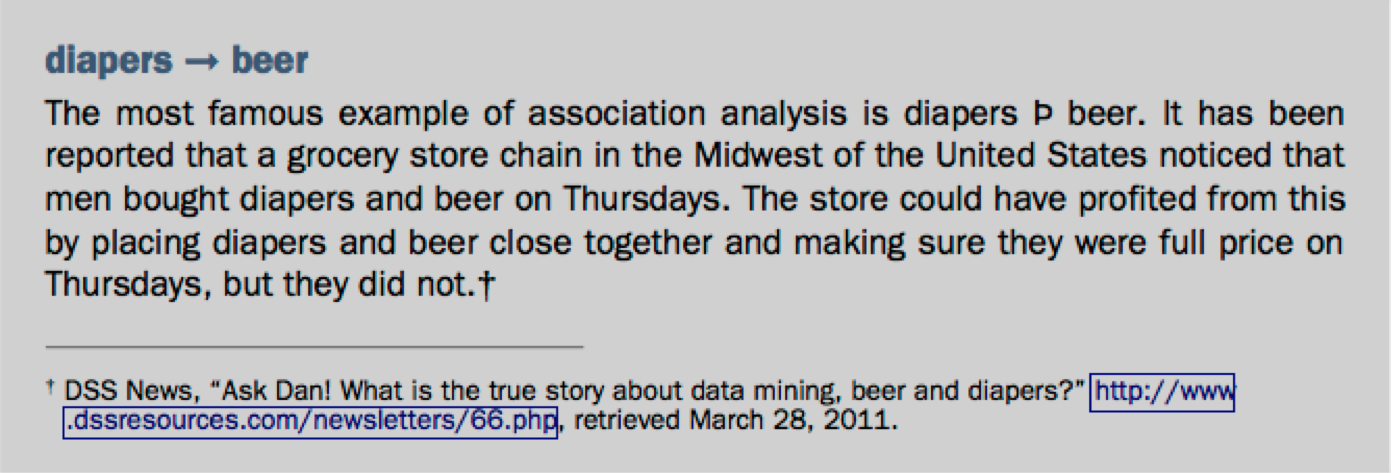 diapers → beer
The most famous example of association analysis is diapers Þ beer. It has been
reported that a grocery store chain in the Midwest of the United States noticed that
men bought diapers and beer on Thursdays. The store could have profited from this
by placing diapers and beer close together and making sure they were full price on
Thursdays, but they did not.†
† DSS News, “Ask Dan! What is the true story about data mining, beer and diapers?” http://www
.dssresources.com/newsletters/66.php, retrieved March 28, 2011.